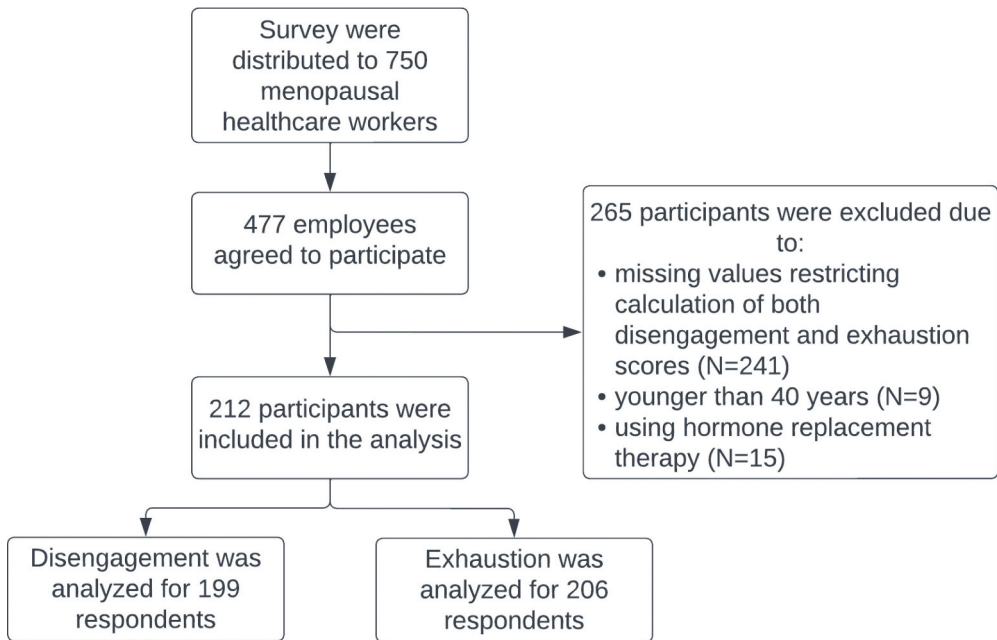 Survey were
distributed to 750
menopausal
healthcare workers
477 employees
agreed to participate
265 participants were excluded due
to:
• missing values restricting
calculation of both
disengagement and exhaustion
scores (N=241)
• younger than 40 years (N=9)
• using hormone replacement
therapy (N=15)
212 participants were
included in the analysis
Disengagement was
analyzed for 199
respondents
Exhaustion was
analyzed for 206
respondents